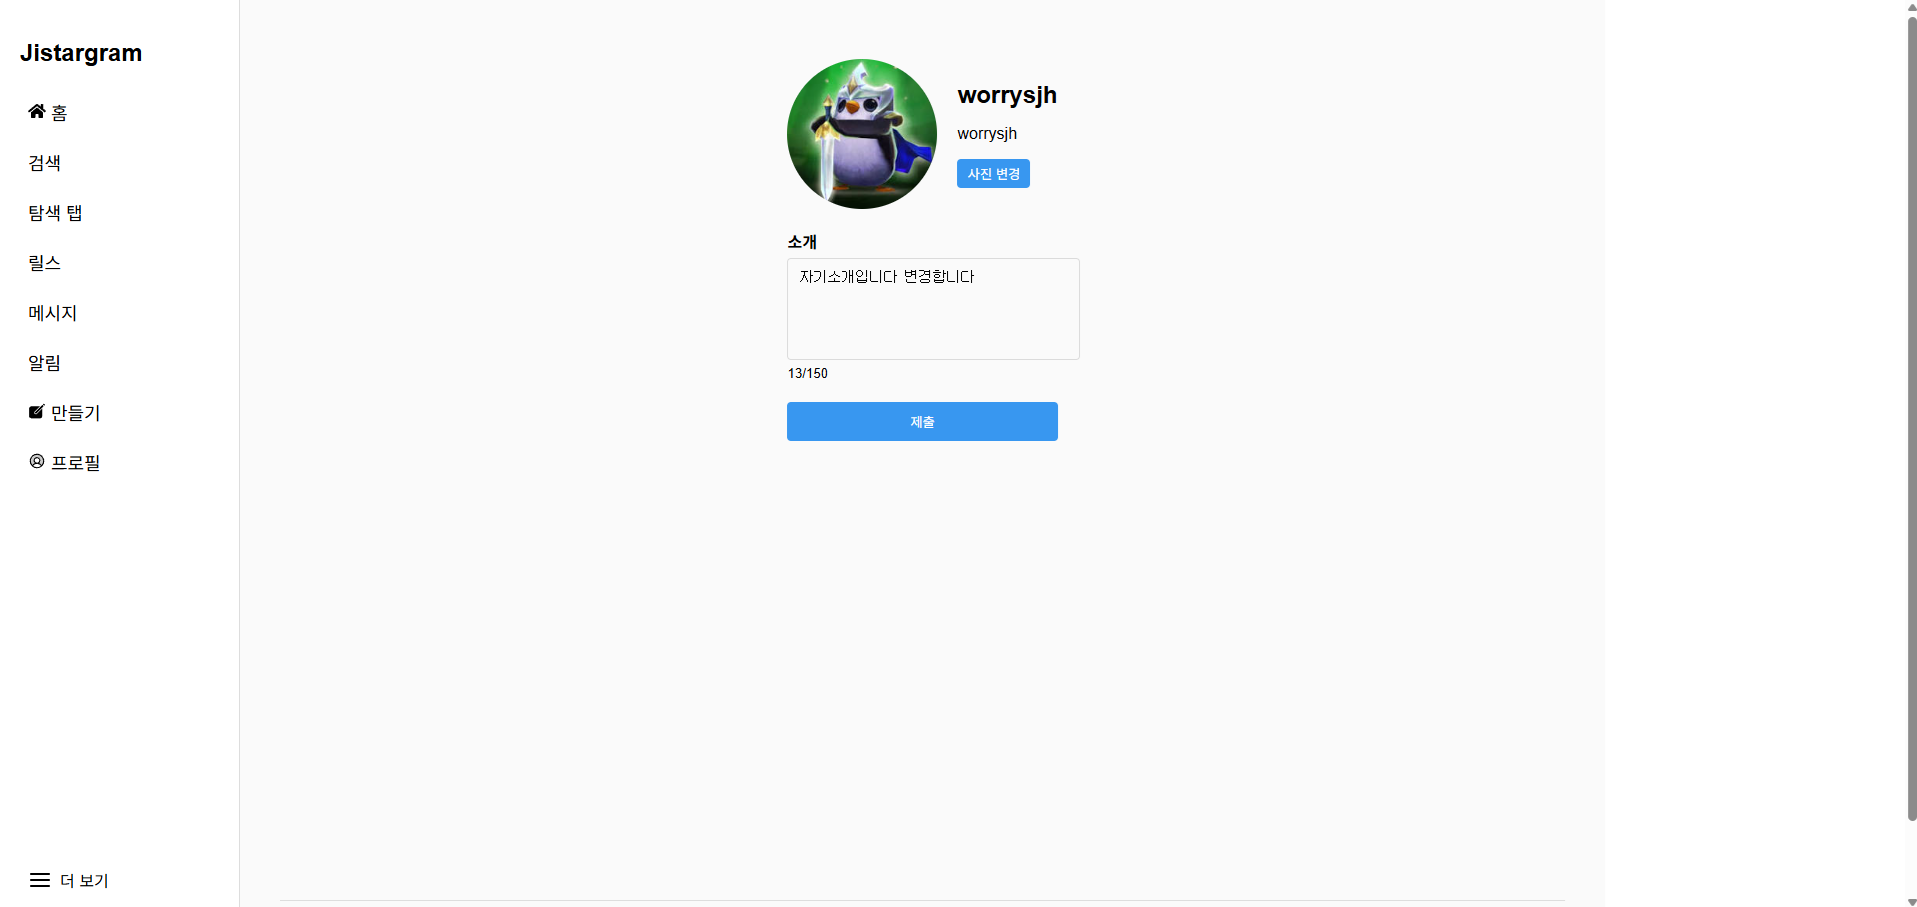 Jistargram
홈
검색
탐색 탭
릴스
메시지
알림
만들기
프로필
더 보기
worrysjh
worrysjh
사진 변경
소개
자기소개입니다 변경합니다
13/150
제출